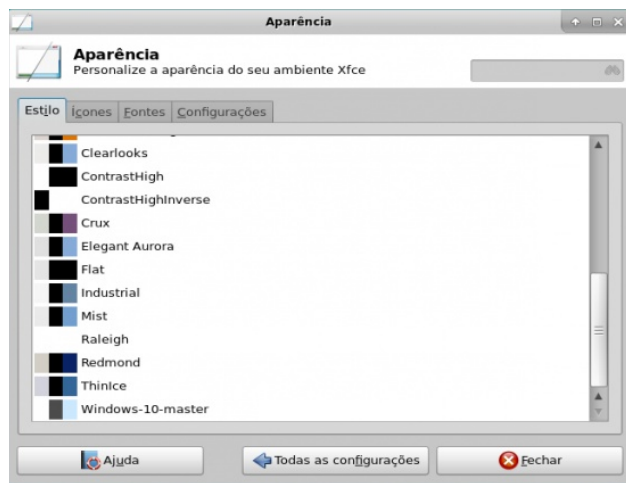 Aparência
Aparência
Personalize a aparência do seu ambiente Xfce
Estilo Ícones Fontes Configurações
Clearlooks
ContrastHigh
ContrastHighInverse
Crux
Elegant Aurora
Flat
Industrial
Mist
Raleigh
Redmond
ThinIce
Windows-10-master
Ajuda Todas as configurações Fechar